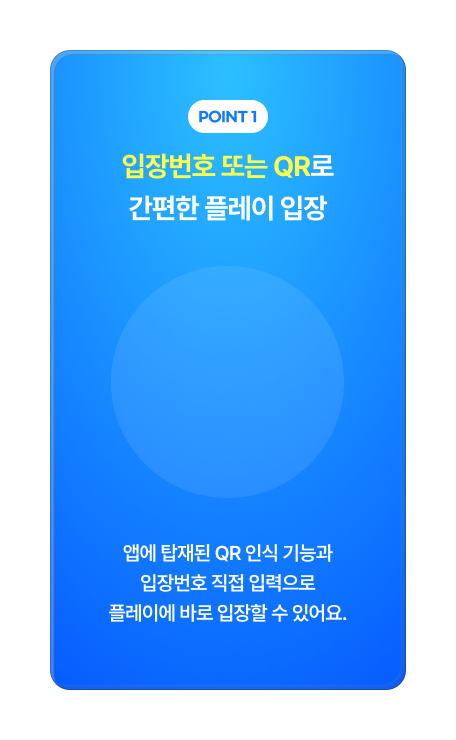 POINT 1
입장번호 또는 QR로
간편한 플레이 입장
앱에 탑재된 QR 인식 기능과
입장번호 직접 입력으로
플레이에 바로 입장할 수 있어요.